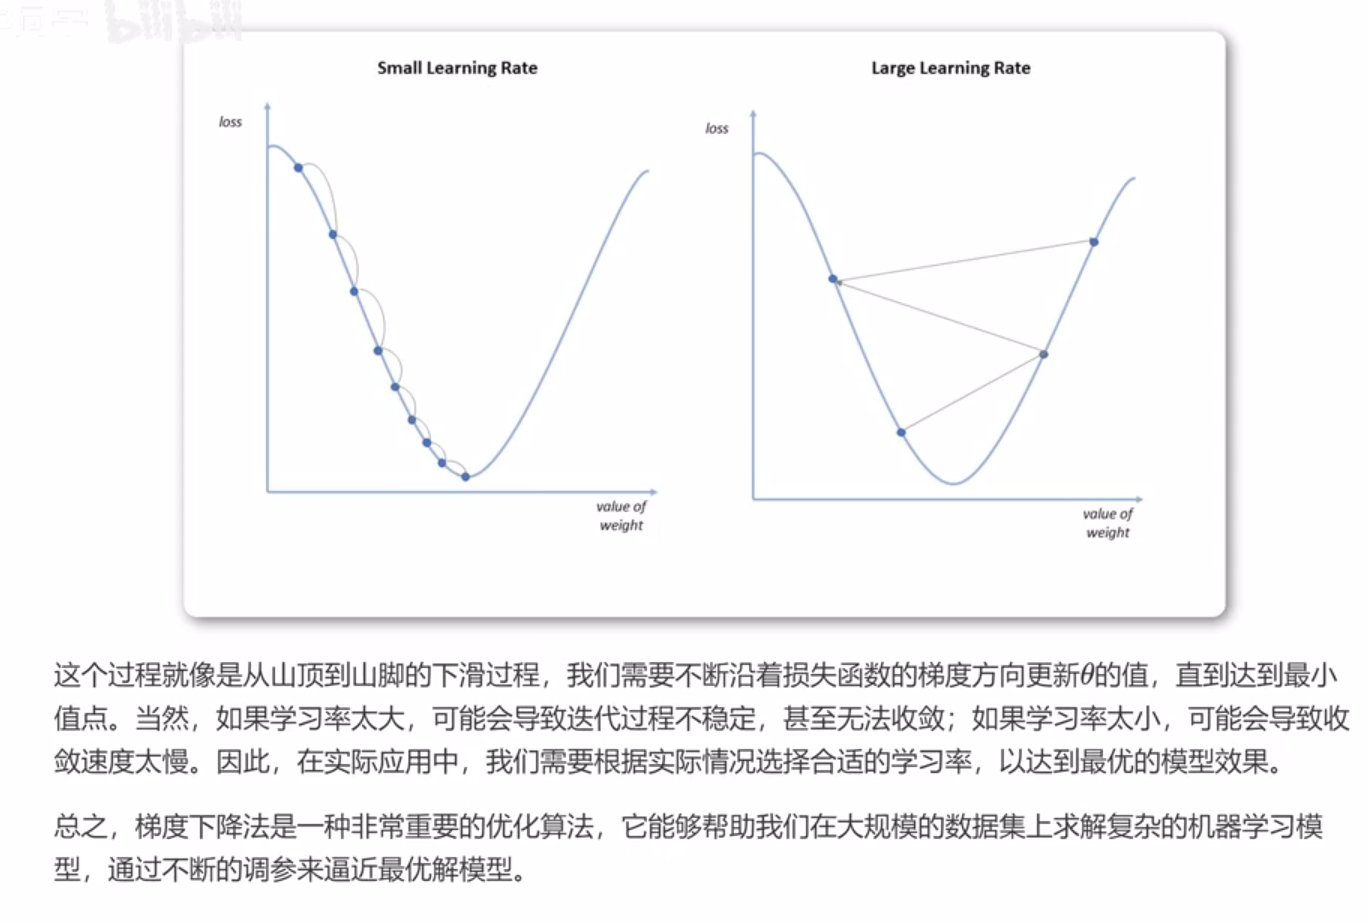 bilibili
Small Learning Rate
Large Learning Rate
loss
loss
value of
weight
value of
weight
这个过程就像是从山顶到山脚的下滑过程，我们需要不断沿着损失函数的梯度方向更新θ的值，直到达到最小
值点。当然，如果学习率太大，可能会导致迭代过程不稳定，甚至无法收敛；如果学习率太小，可能会导致收
敛速度太慢。因此，在实际应用中，我们需要根据实际情况选择合适的学习率，以达到最优的模型效果。
总之，梯度下降法是一种非常重要的优化算法，它能够帮助我们在大规模的数据集上求解复杂的机器学习模
型，通过不断的调参来逼近最优解模型。